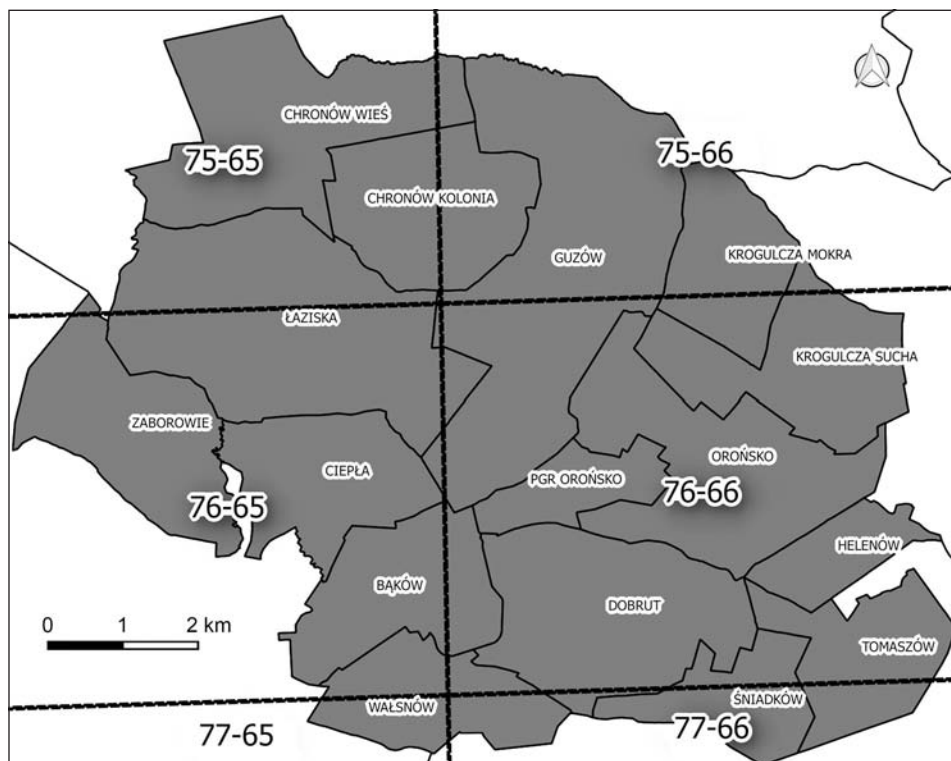 CHRONÓW WIEŚ
75-65
75-66
CHRONÓW KOLONIA
GUZÓW
KROGULCZA MOKRA
ŁAZISKA
KROGULCZA SUCHA
ZABOROWIE
CIEPŁA
OROŃSKO
PGR OROŃSKO
76-65
76-66
HELENÓW
BĄKÓW
DOBRUT
0 1 2 km
TOMASZÓW
WAŁSNÓW
ŚNIADKÓW
77-65
77-66